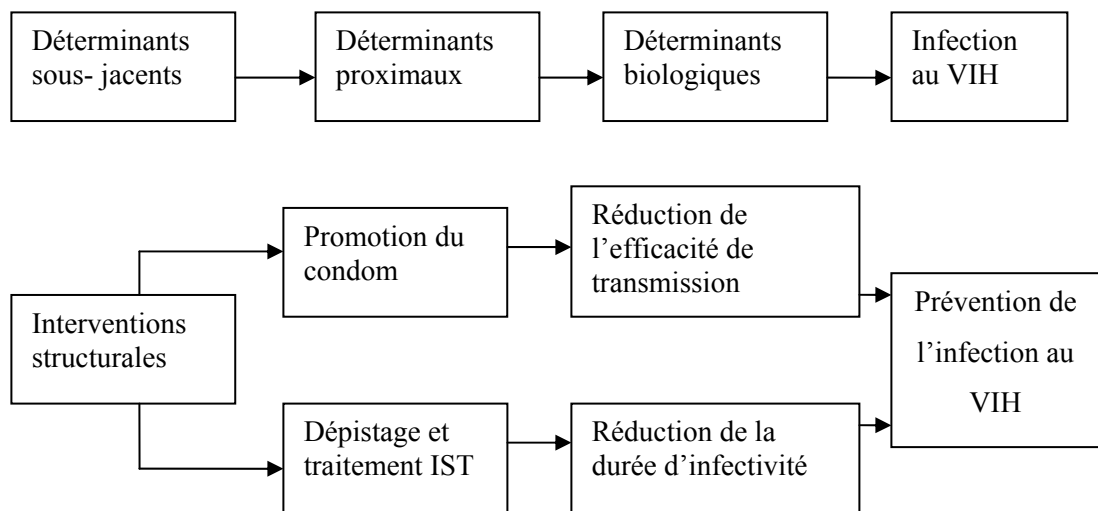 Déterminants
sous- jacents
Déterminants
proximaux
Déterminants
biologiques
Infection
au VIH
Interventions
structurales
Promotion du
condom
Réduction de
l’efficacité de
transmission
Dépistage et
traitement IST
Réduction de la
durée d’infectivité
Prévention de
l’infection au
VIH